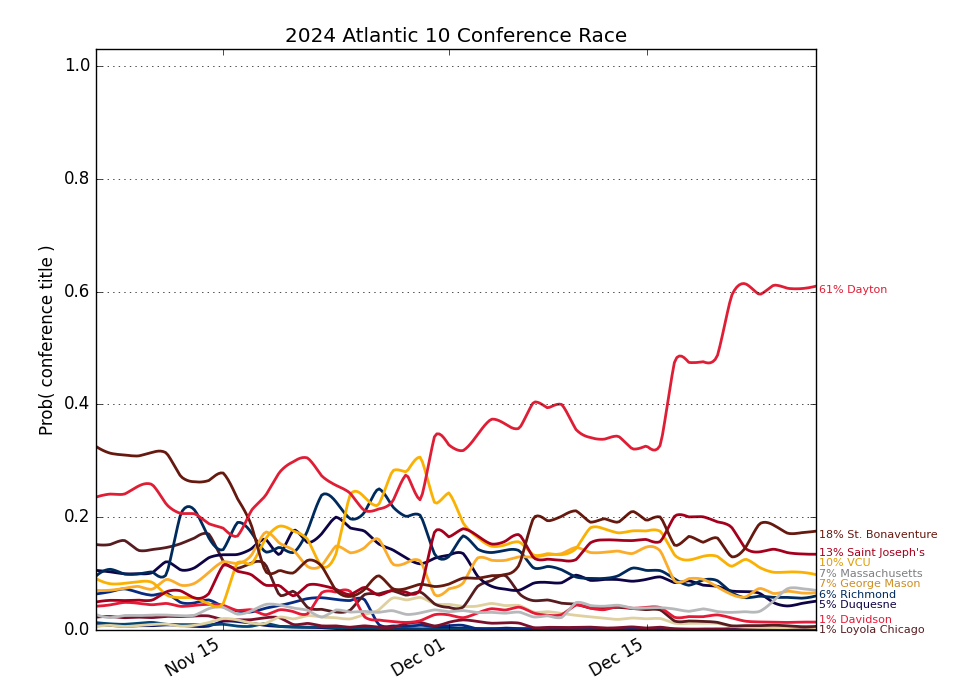 2024 Atlantic 10 Conference Race
Prob( conference title )
1.0
0.8
0.6
0.4
0.2
0.0
Nov 15
Dec 01
Dec 15
61% Dayton
18% St. Bonaventure
13% Saint Joseph's
10% VCU
7% Massachusetts
7% George Mason
6% Richmond
5% Duquesne
1% Davidson
1% Loyola Chicago